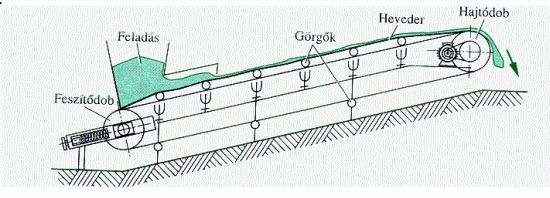 Hajtódob
Heveder
Görgők
Feladás
Feszítődob